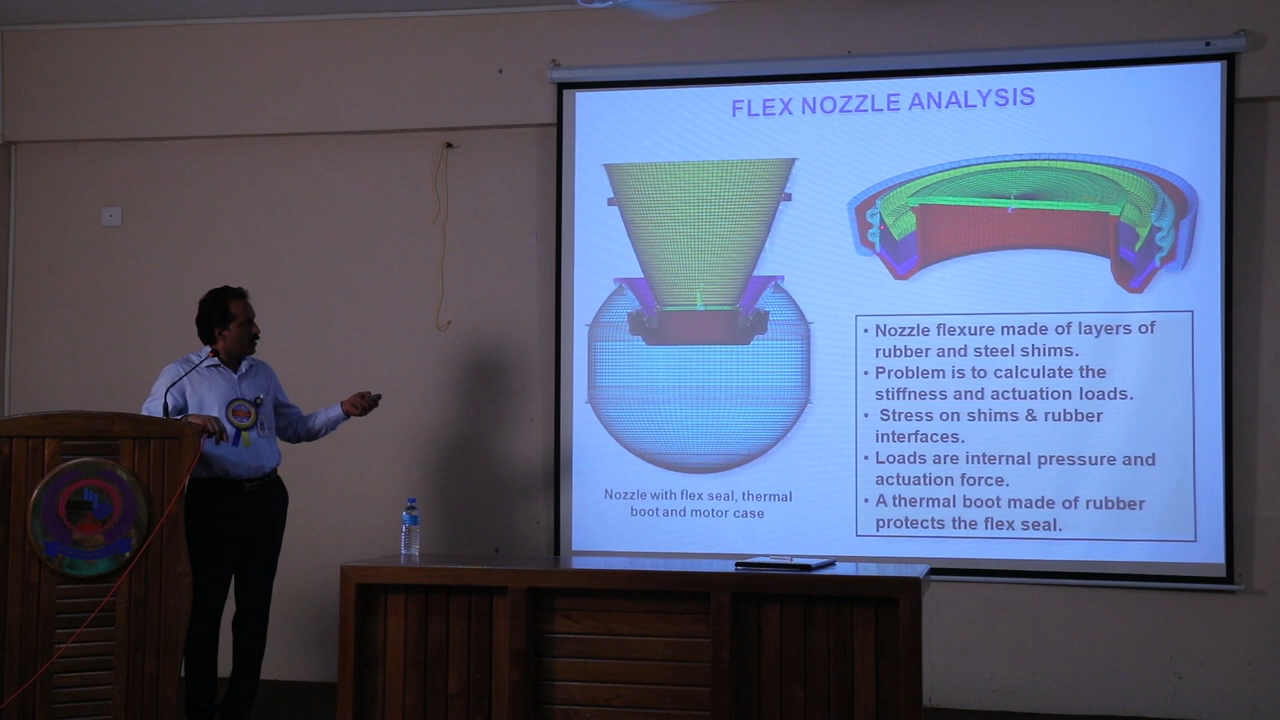 FLEX NOZZLE ANALYSIS
Nozzle with flex seal, thermal
boot and motor case
• Nozzle flexure made of layers of
rubber and steel shims.
• Problem is to calculate the
stiffness and actuation loads.
• Stress on shims & rubber
interfaces.
• Loads are internal pressure and
actuation force.
• A thermal boot made of rubber
protects the flex seal.